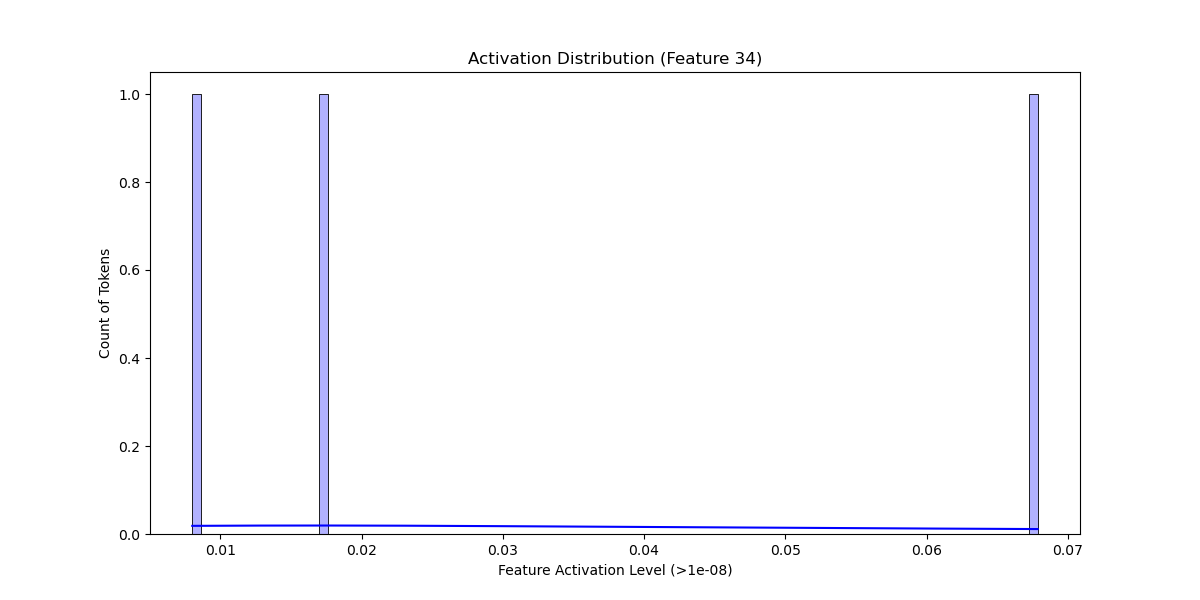 Activation Distribution (Feature 34)
1.0
0.8
0.6
0.4
0.2
0.0
Count of Tokens
0.01 0.02 0.03 0.04 0.05 0.06 0.07
Feature Activation Level (>1e-08)